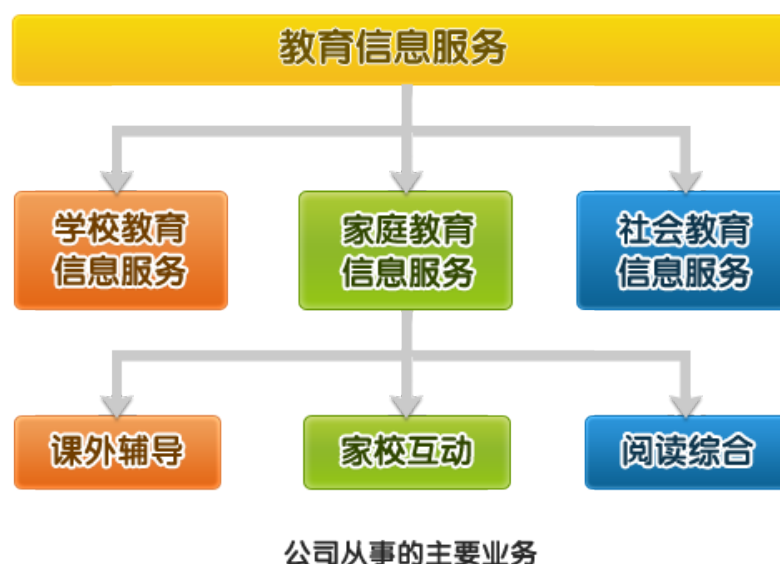 教育信息服务
学校教育
信息服务
家庭教育
信息服务
社会教育
信息服务
课外辅导
家校互动
阅读综合
公司从事的主要业务